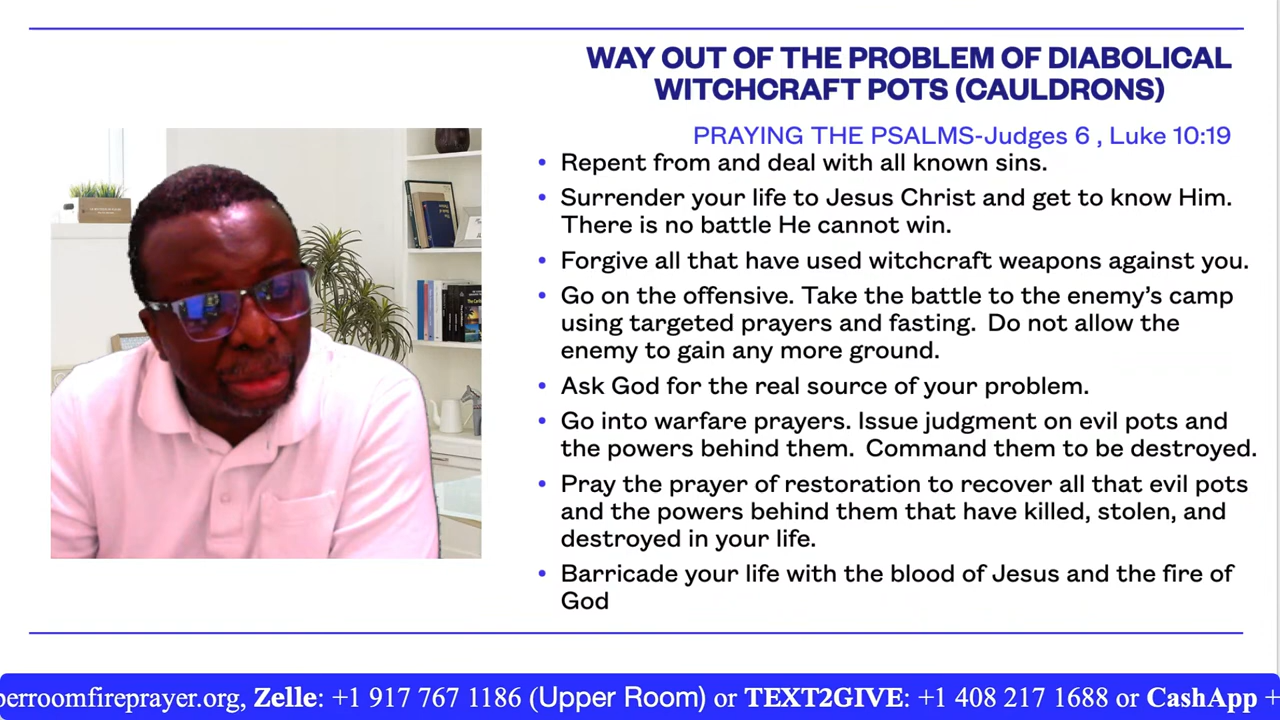 WAY OUT OF THE PROBLEM OF DIABOLICAL
WITCHCRAFT POTS (CAULDRONS)
PRAYING THE PSALMS-Judges 6 , Luke 10:19
• Repent from and deal with all known sins.
• Surrender your life to Jesus Christ and get to know Him.
There is no battle He cannot win.
• Forgive all that have used witchcraft weapons against you.
• Go on the offensive. Take the battle to the enemy's camp
using targeted prayers and fasting. Do not allow the
enemy to gain any more ground.
• Ask God for the real source of your problem.
• Go into warfare prayers. Issue judgment on evil pots and
the powers behind them. Command them to be destroyed.
• Pray the prayer of restoration to recover all that evil pots
and the powers behind them that have killed, stolen, and
destroyed in your life.
• Barricade your life with the blood of Jesus and the fire of
God
perroomfireprayer.org, Zelle: +1 917 767 1186 (Upper Room) or TEXT2GIVE: +1 408 217 1688 or CashApp +